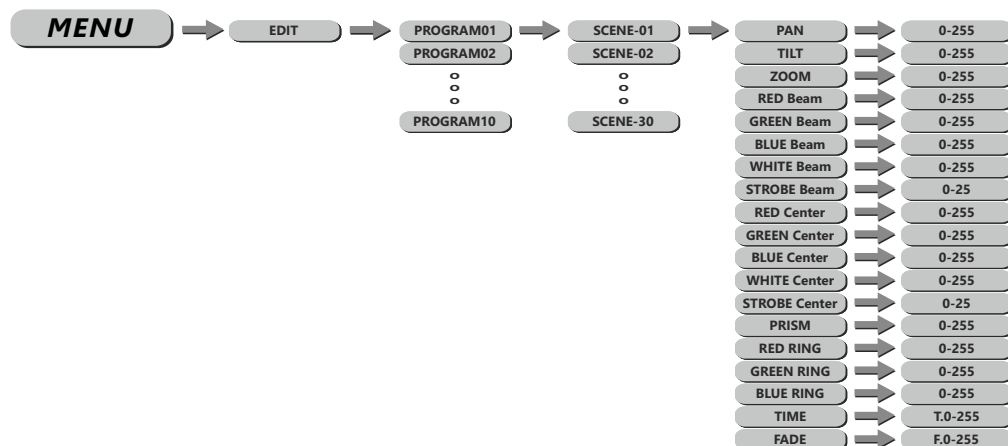 MENU EDIT PROGRAM01 SCENE-01 PAN 0-255
PROGRAM02 SCENE-02 TILT 0-255
ZOOM 0-255
RED Beam 0-255
GREEN Beam 0-255
PROGRAM10 SCENE-30
BLUE Beam 0-255
WHITE Beam 0-255
STROBE Beam 0-25
RED Center 0-255
GREEN Center 0-255
BLUE Center 0-255
WHITE Center 0-255
STROBE Center 0-25
PRISM 0-255
RED RING 0-255
GREEN RING 0-255
BLUE RING 0-255
TIME T.0-255
FADE F.0-255